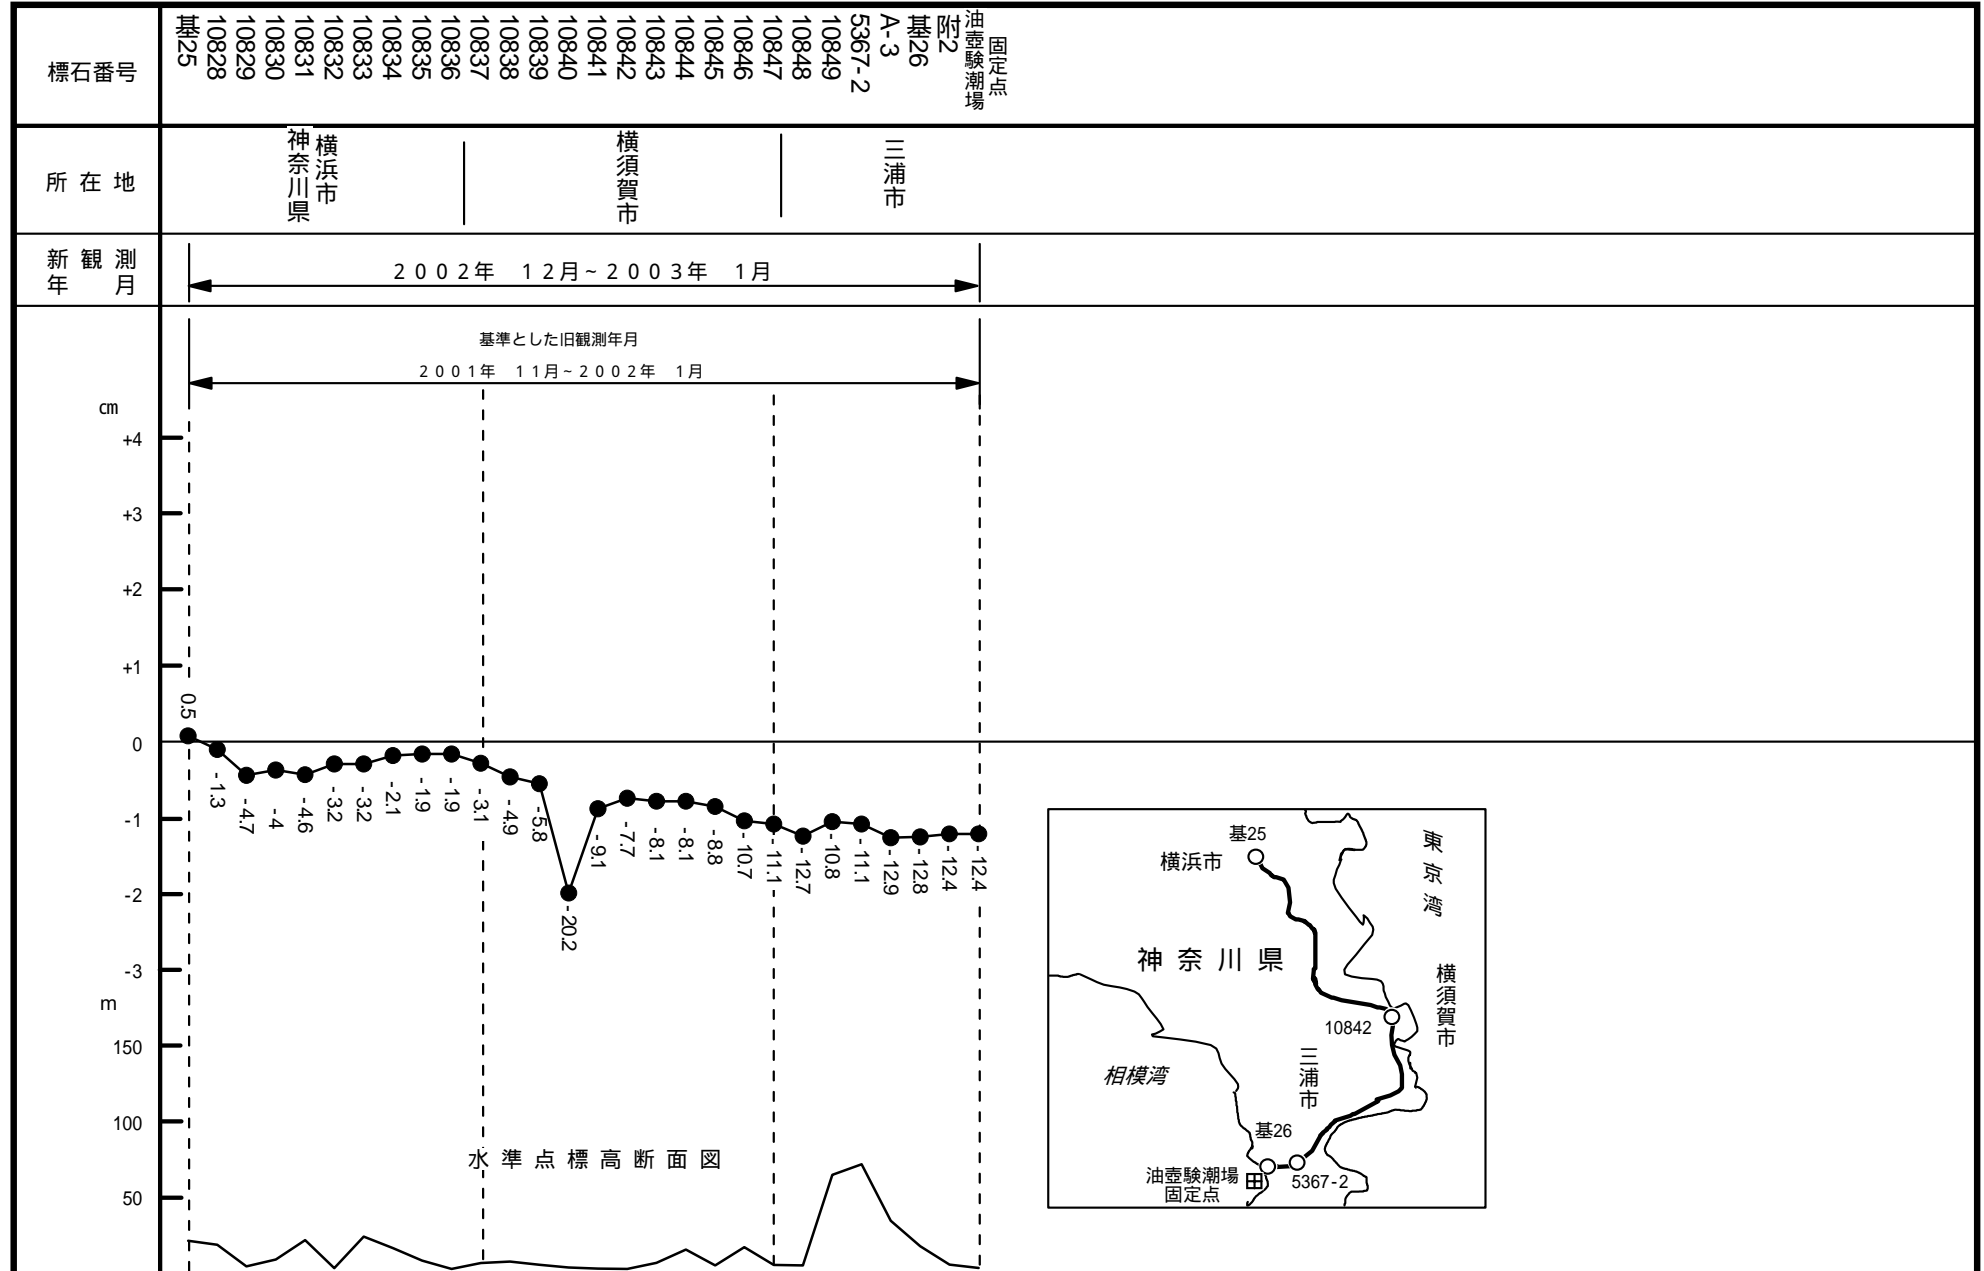 標石番号
基25
10828
10829
10830
10831
10832
10833
10834
10835
10836
10837
10838
10839
10840
10841
10842
10843
10844
10845
10846
10847
10848
10849
5367-2
A-3
基26
附2
油壺験潮場
固定点
所在地
神奈川県
横浜市
横須賀市
三浦市
新観測
年月
2002年 12月~2003年 1月
基準とした旧観測年月
2001年 11月~2002年 1月
cm
+4
+3
+2
+1
0
-1
-2
-3
0.5
-1.3
-4.7
-4
-4.6
-3.2
-3.2
-2.1
-1.9
-1.9
-3.1
-4.9
-5.8
-20.2
-9.1
-7.7
-8.1
-8.1
-8.8
-10.7
-11.1
-12.7
-10.8
-11.1
-12.9
-12.8
-12.4
-12.4
m
150
100
50
水準点標高断面図
基25
横浜市
東京湾
神奈川県
横須賀市
10842
三浦市
相模湾
基26
油壺験潮場
固定点
5367-2